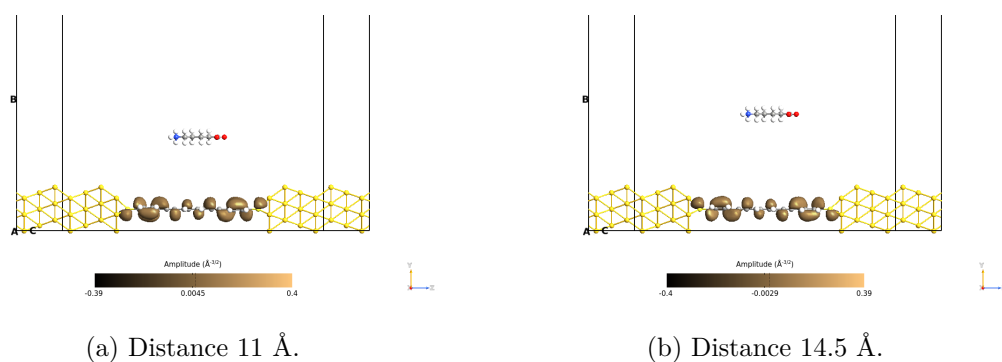 B
A C
Amplitude (Å^-3/2)
-0.39 0.0045 0.4
Y
Z
(a) Distance 11 Å.
B
A C
Amplitude (Å^-3/2)
-0.4 -0.0029 0.39
Y
Z
(b) Distance 14.5 Å.